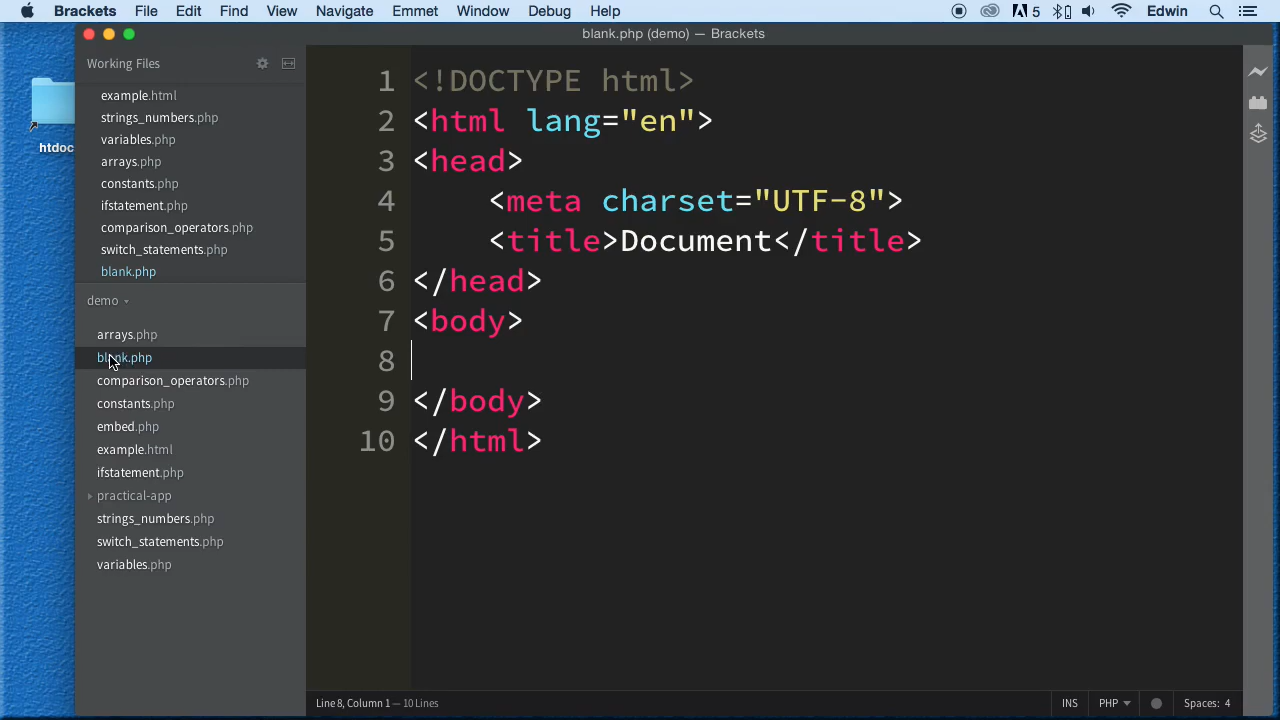 Brackets File Edit Find View Navigate Emmet Window Debug Help 5 Edwin
blank.php (demo) — Brackets
htdoc
Working Files
example.html
strings_numbers.php
variables.php
arrays.php
constants.php
ifstatement.php
comparison_operators.php
switch_statements.php
blank.php
demo
arrays.php
blank.php
comparison_operators.php
constants.php
embed.php
example.html
ifstatement.php
practical-app
strings_numbers.php
switch_statements.php
variables.php
1 <!DOCTYPE html>
2 <html lang="en">
3 <head>
4 <meta charset="UTF-8">
5 <title>Document</title>
6 </head>
7 <body>
8
9 </body>
10 </html>
Line 8, Column 1 — 10 Lines INS PHP Spaces: 4